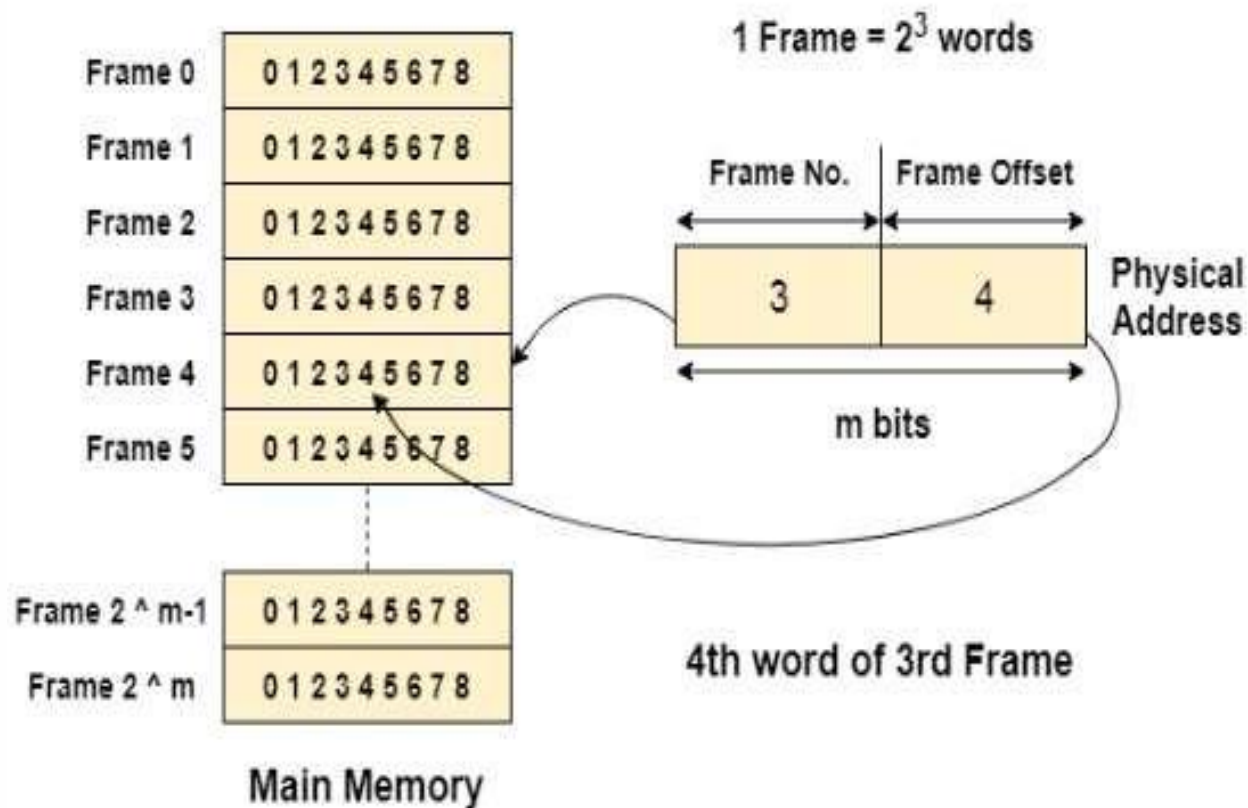 1 Frame = 2³ words
Frame 0 0 1 2 3 4 5 6 7 8
Frame 1 0 1 2 3 4 5 6 7 8
Frame 2 0 1 2 3 4 5 6 7 8
Frame 3 0 1 2 3 4 5 6 7 8
Frame 4 0 1 2 3 4 5 6 7 8
Frame 5 0 1 2 3 4 5 6 7 8
Frame 2 ^ m-1 0 1 2 3 4 5 6 7 8
Frame 2 ^ m 0 1 2 3 4 5 6 7 8
Main Memory
Frame No. Frame Offset
3 4
Physical
Address
m bits
4th word of 3rd Frame